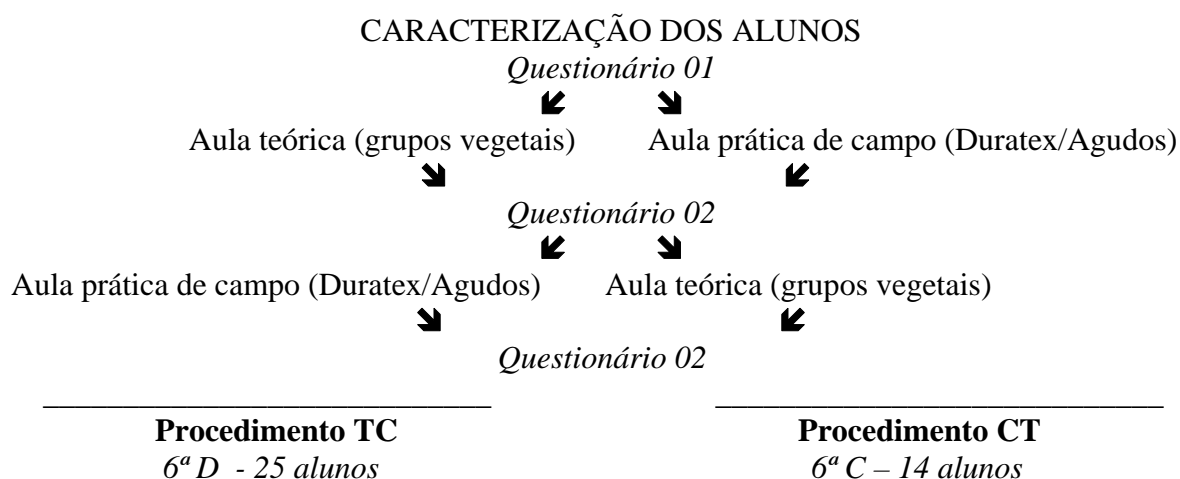 CARACTERIZAÇÃO DOS ALUNOS
Questionário 01
Aula teórica (grupos vegetais) Aula prática de campo (Duratex/Agudos)
Questionário 02
Aula prática de campo (Duratex/Agudos) Aula teórica (grupos vegetais)
Questionário 02
Procedimento TC Procedimento CT
6ª D - 25 alunos 6ª C – 14 alunos